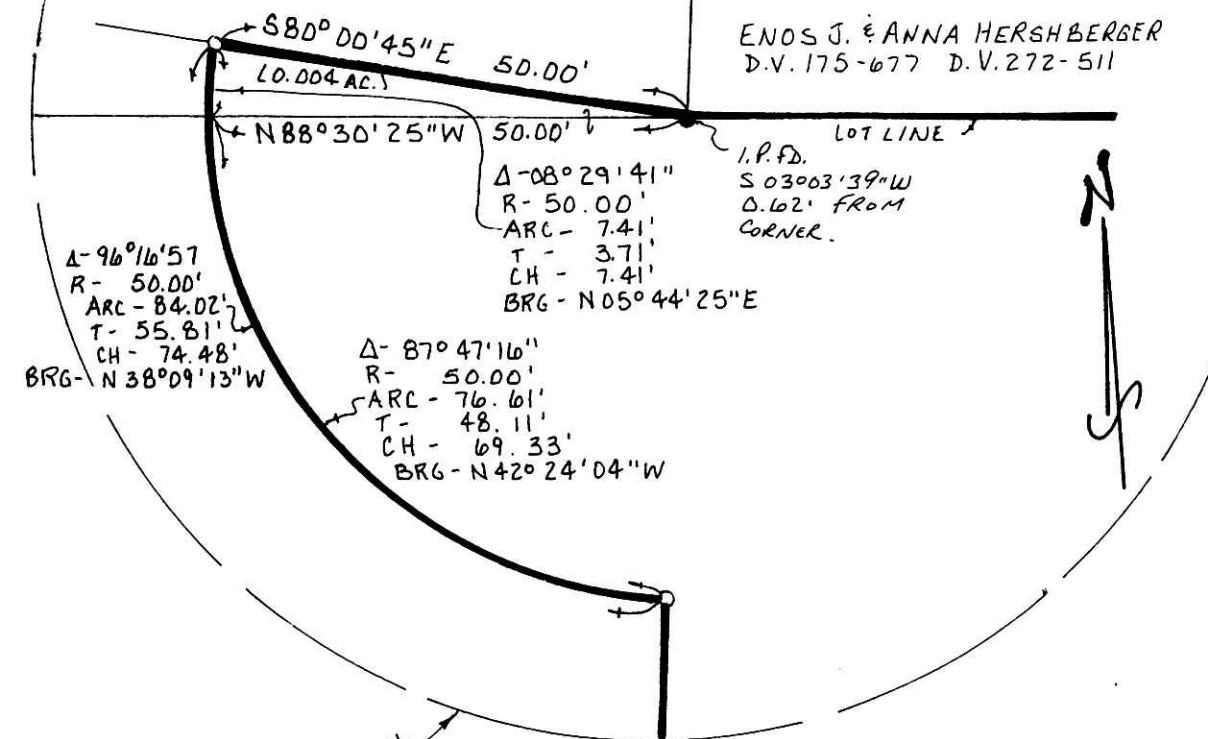 S80° 00' 45" E 50.00'
(0.004 AC.)
ENOS J. & ANNA HERSHBERGER
D.V. 175-677 D.V. 272-511
N88° 30' 25" W 50.00'
LOT LINE
I.P. FD.
S 03°03'39"W
0.62' FROM
CORNER.
Δ-08° 29' 41"
R- 50.00'
ARC- 7.41'
T - 3.71'
CH - 7.41'
BRG - N 05° 44' 25" E
N
Δ-96°16'57
R- 50.00'
ARC - 84.02'
T- 55.81'
CH - 74.48'
BRG- N 38°09'13" W
Δ- 87° 47' 16"
R- 50.00'
ARC - 76.61'
T - 48.11'
CH - 69.33'
BRG - N 42° 24' 04" W